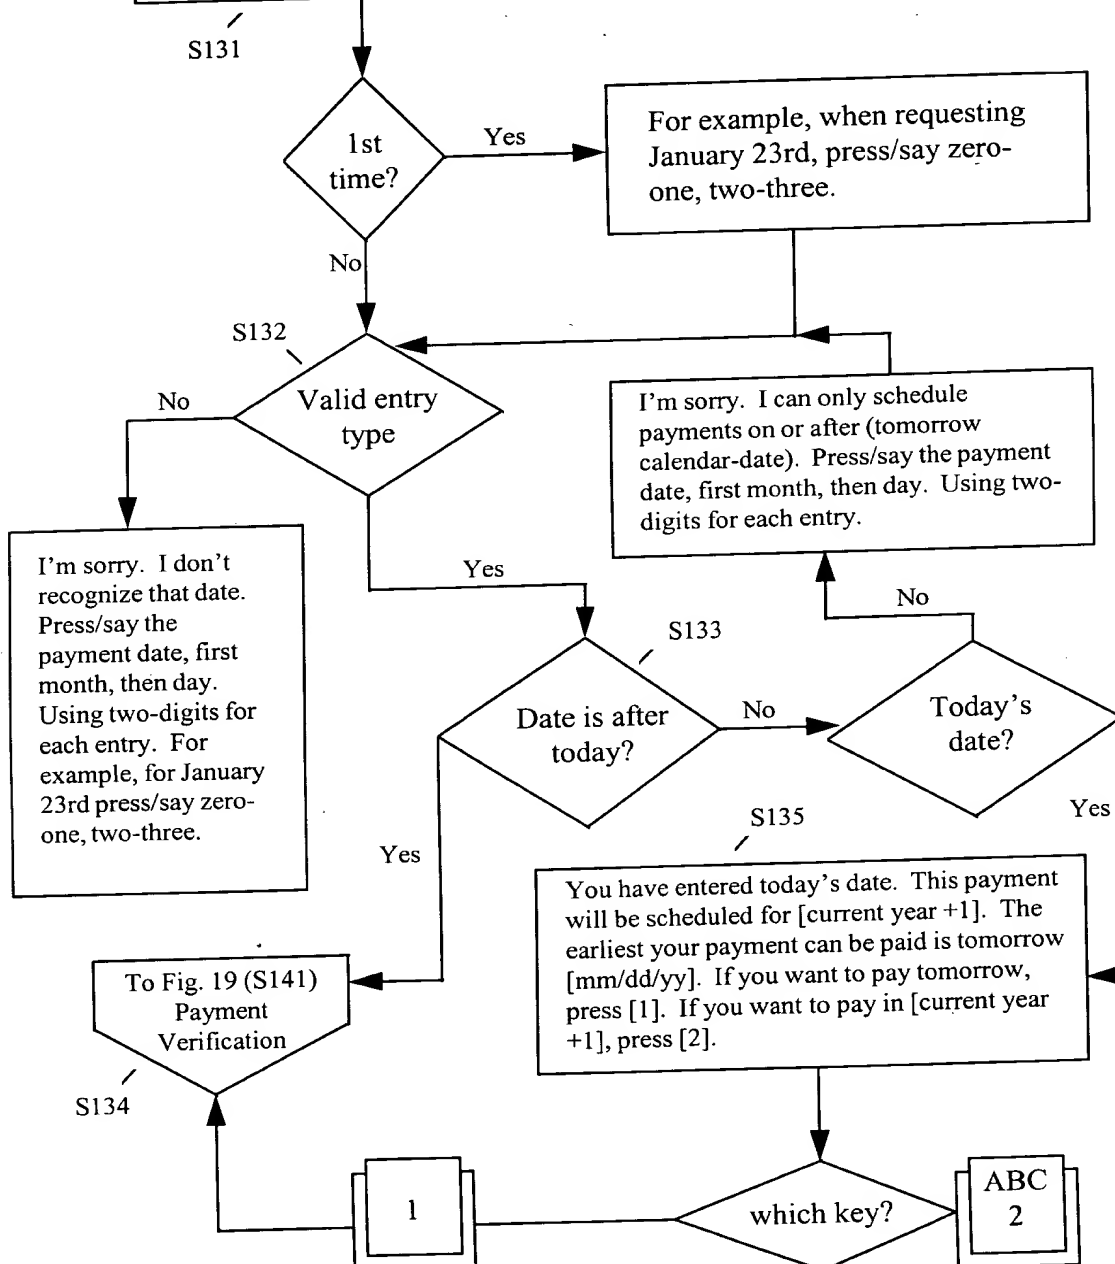 S131
1st
time?
Yes
For example, when requesting
January 23rd, press/say zero-
one, two-three.
No
S132
Valid entry
type
No
I'm sorry. I can only schedule
payments on or after (tomorrow
calendar-date). Press/say the payment
date, first month, then day. Using two-
digits for each entry.
I'm sorry. I don't
recognize that date.
Press/say the
payment date, first
month, then day.
Using two-digits for
each entry. For
example, for January
23rd press/say zero-
one, two-three.
Yes
No
S133
Date is after
today?
No
Today's
date?
Yes
Yes
S135
You have entered today's date. This payment
will be scheduled for [current year +1]. The
earliest your payment can be paid is tomorrow
[mm/dd/yy]. If you want to pay tomorrow,
press [1]. If you want to pay in [current year
+1], press [2].
To Fig. 19 (S141)
Payment
Verification
S134
1
which key?
ABC
2